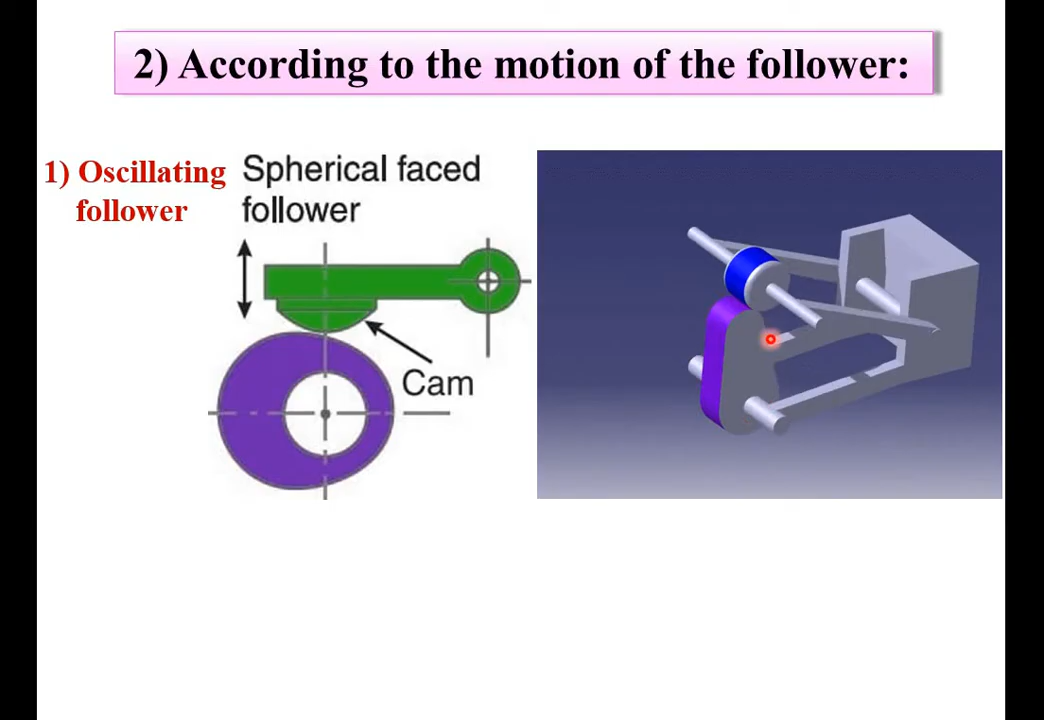 2) According to the motion of the follower:
1) Oscillating
follower
Spherical faced
follower
Cam